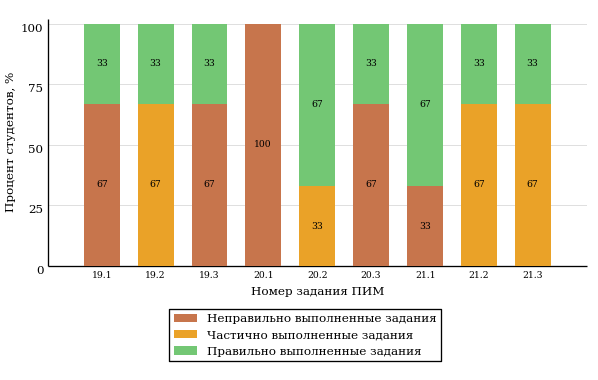 100
75
50
25
0
Процент студентов, %
33 33 33 33 33 33
67 67
100
67 67 67 67 67 67
33 33
19.1 19.2 19.3 20.1 20.2 20.3 21.1 21.2 21.3
Номер задания ПИМ
Неправильно выполненные задания
Частично выполненные задания
Правильно выполненные задания